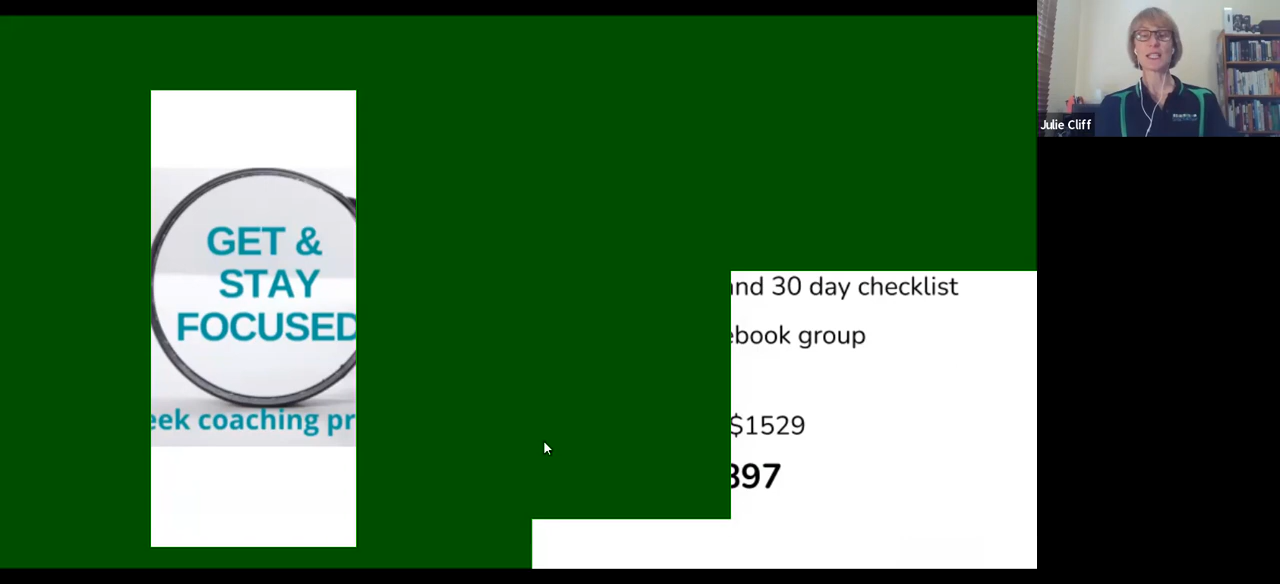 GET &
STAY
FOCUSED
eek coaching pr
nd 30 day checklist
ebook group
$1529
397
Julie Cliff